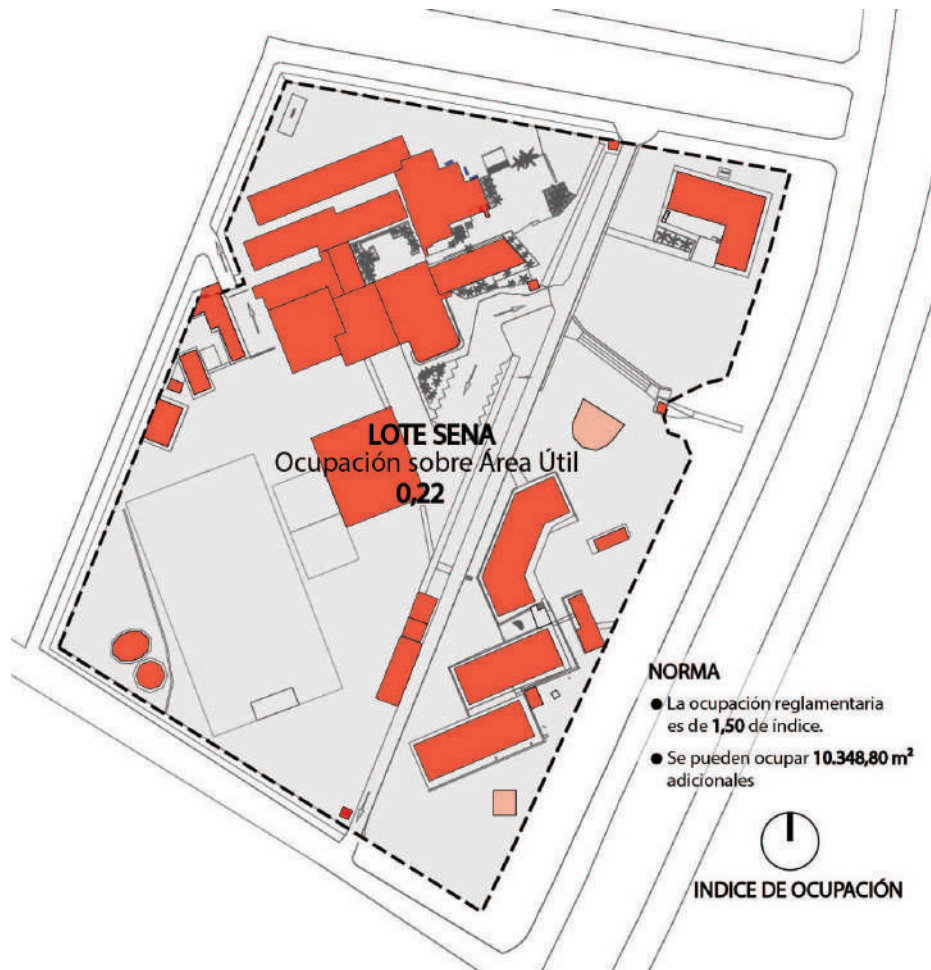 LOTE SENA
Ocupación sobre Área Útil
0,22
NORMA
● La ocupación reglamentaria
es de 1,50 de índice.
● Se pueden ocupar 10.348,80 m²
adicionales
INDICE DE OCUPACIÓN